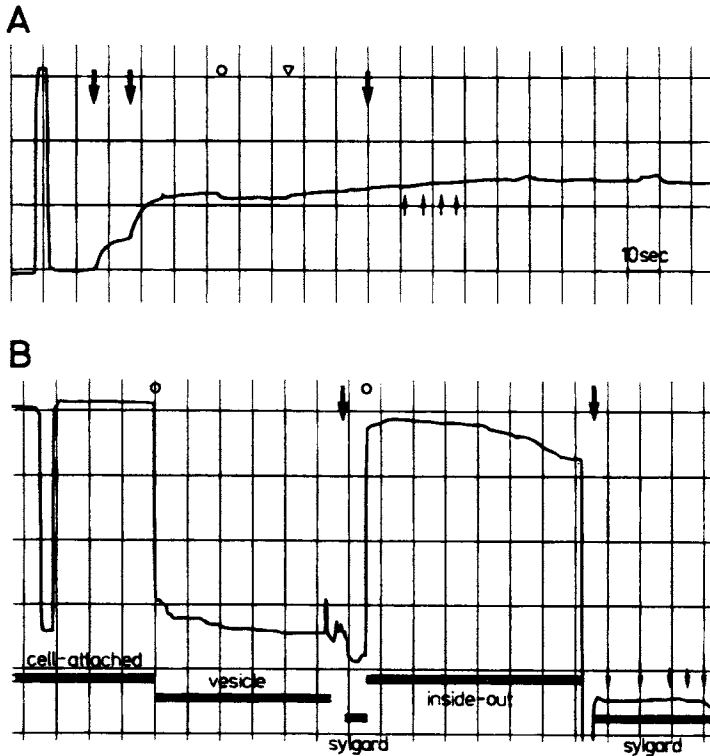 A
10sec
B
cell-attached
vesicle
inside-out
sylgard
sylgard